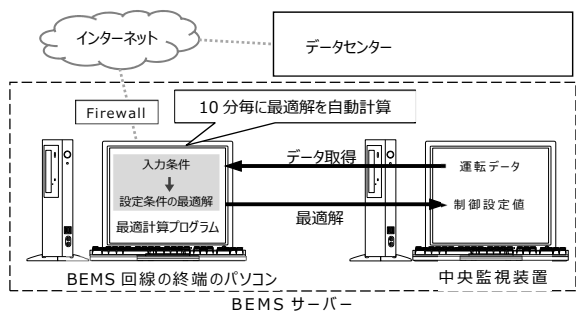 インターネット
データセンター
Firewall
10 分毎に最適解を自動計算
入力条件
設定条件の最適解
最適計算プログラム
データ取得
最適解
運転データ
制御設定値
BEMS 回線の終端のパソコン
中央監視装置
BEMS サーバー